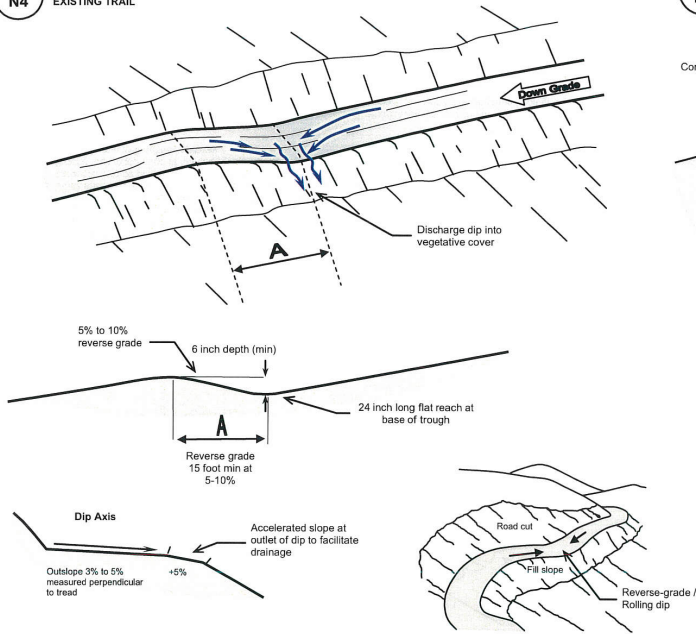 N4
EXISTING TRAIL
Down Grade
Discharge dip into
vegetative cover
A
5% to 10%
reverse grade
6 inch depth (min)
24 inch long flat reach at
base of trough
A
Reverse grade
15 foot min at
5-10%
Dip Axis
Accelerated slope at
outlet of dip to facilitate
drainage
Outslope 3% to 5%
measured perpendicular
to tread
+5%
Road cut
Fill slope
Reverse-grade /
Rolling dip